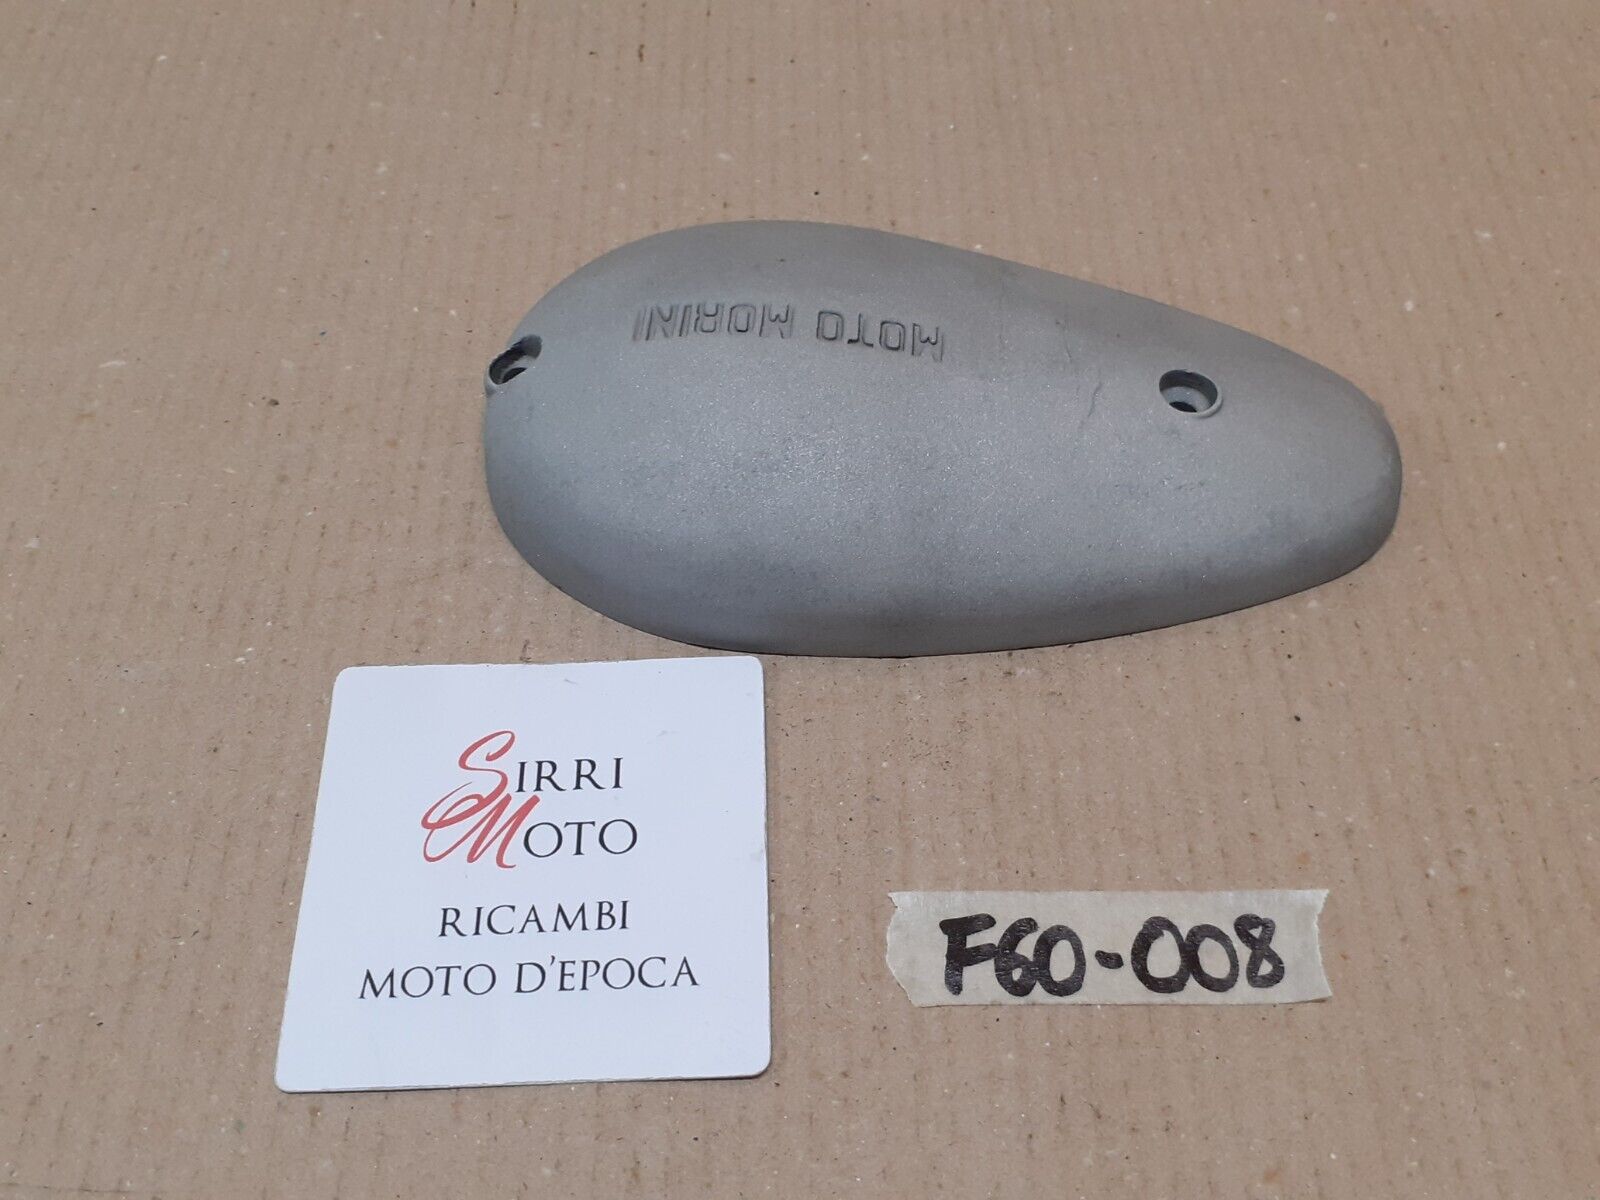 MOTO MORINI
SIRRI
MOTO
RICAMBI
MOTO D'EPOCA
F60-008